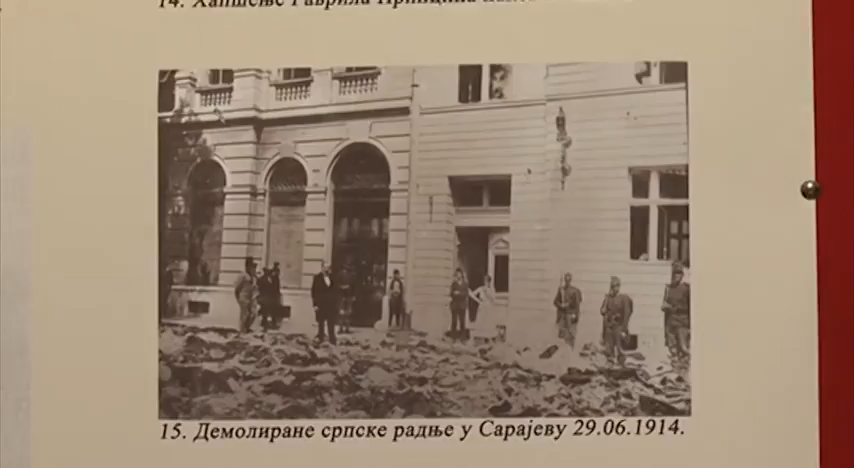 14. Хапшење Гаврила Принципа
15. Демолиране српске радње у Сарајеву 29.06.1914.